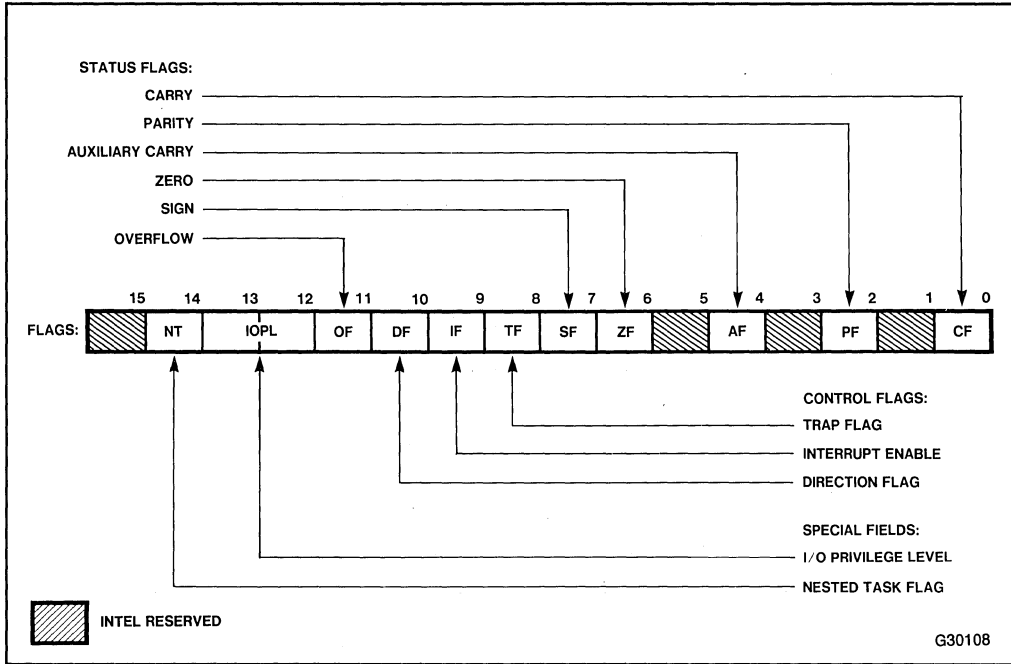 STATUS FLAGS:
CARRY
PARITY
AUXILIARY CARRY
ZERO
SIGN
OVERFLOW
15 14 13 12 11 10 9 8 7 6 5 4 3 2 1 0
FLAGS: NT IOPL OF DF IF TF SF ZF AF PF CF
CONTROL FLAGS:
TRAP FLAG
INTERRUPT ENABLE
DIRECTION FLAG
SPECIAL FIELDS:
I/O PRIVILEGE LEVEL
NESTED TASK FLAG
INTEL RESERVED
G30108